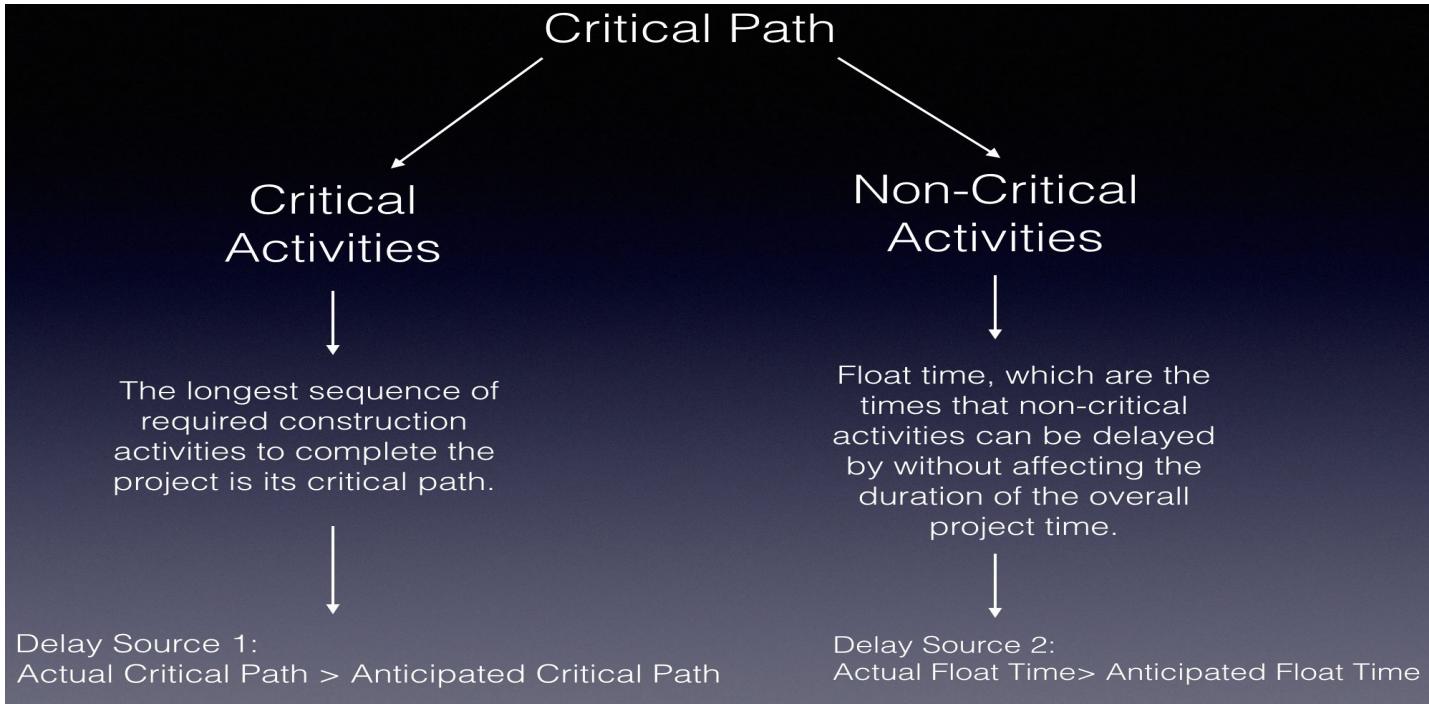 Critical Path
Critical
Activities
The longest sequence of
required construction
activities to complete the
project is its critical path.
Delay Source 1:
Actual Critical Path > Anticipated Critical Path
Non-Critical
Activities
Float time, which are the
times that non-critical
activities can be delayed
by without affecting the
duration of the overall
project time.
Delay Source 2:
Actual Float Time> Anticipated Float Time